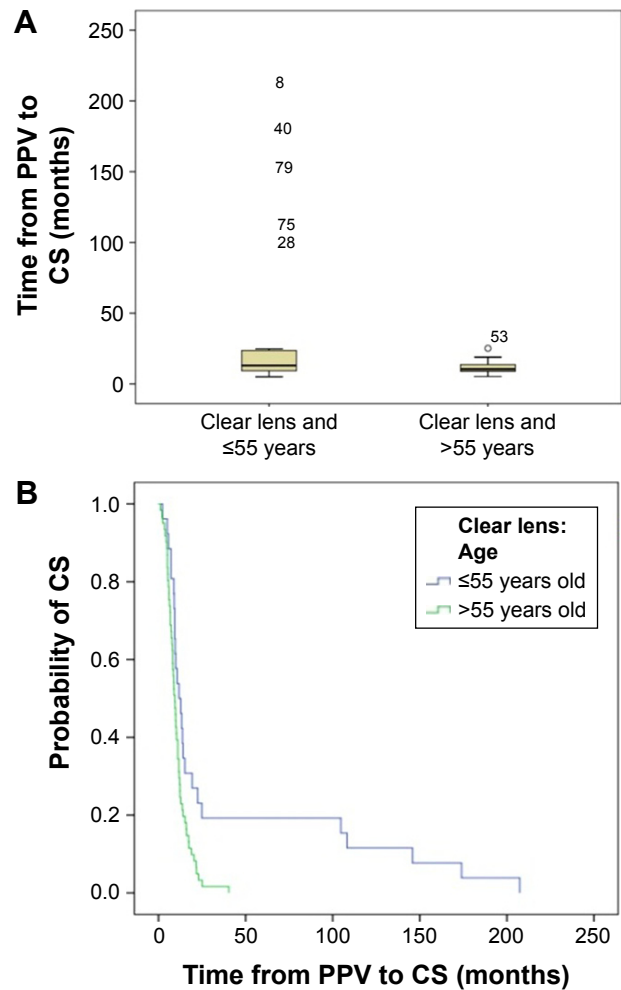 A
Time from PPV to
CS (months)
250
200
150
100
50
0
8
40
79
75
28
53
Clear lens and
≤55 years
Clear lens and
>55 years
B
Probability of CS
1.0
0.8
0.6
0.4
0.2
0.0
Clear lens:
Age
≤55 years old
>55 years old
0 50 100 150 200 250
Time from PPV to CS (months)